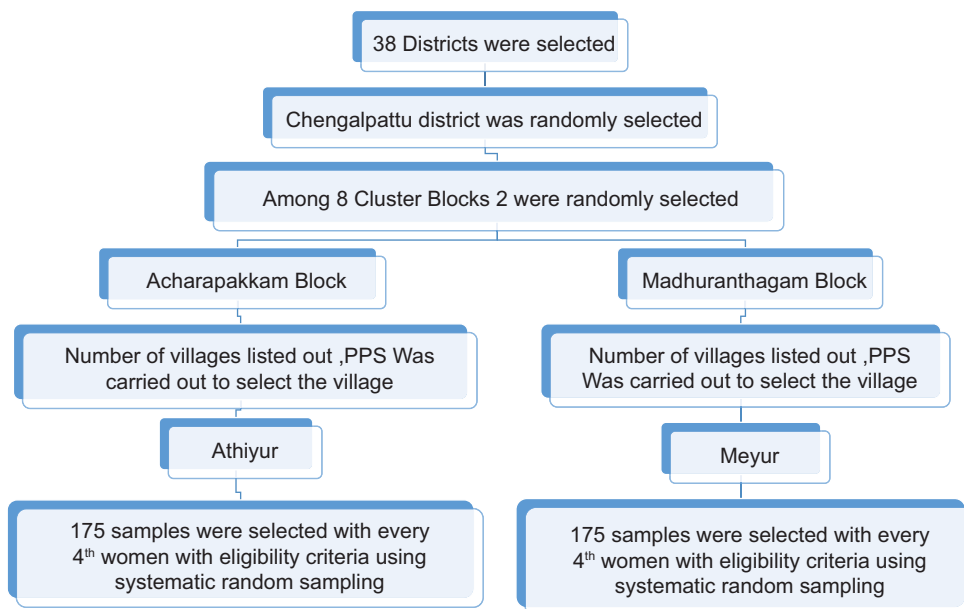 38 Districts were selected
Chengalpattu district was randomly selected
Among 8 Cluster Blocks 2 were randomly selected
Acharapakkam Block
Madhuranthagam Block
Number of villages listed out ,PPS Was
carried out to select the village
Number of villages listed out ,PPS
Was carried out to select the village
Athiyur
Meyur
175 samples were selected with every
4th women with eligibility criteria using
systematic random sampling
175 samples were selected with every
4th women with eligibility criteria using
systematic random sampling